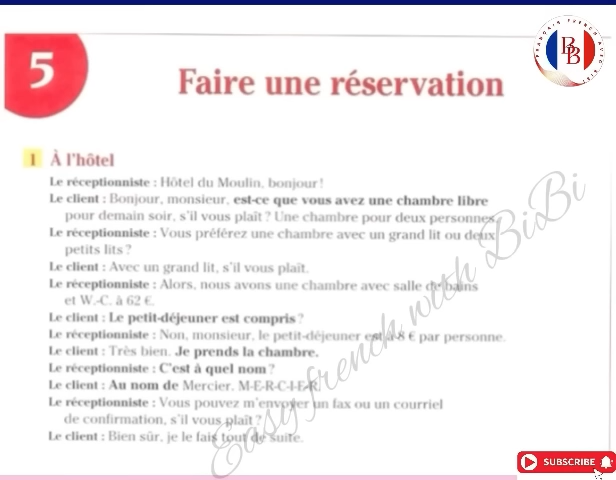 5
Faire une réservation
1 À l'hôtel
Le réceptionniste : Hôtel du Moulin, bonjour !
Le client : Bonjour, monsieur, est-ce que vous avez une chambre libre
pour demain soir, s'il vous plaît ? Une chambre pour deux personnes.
Le réceptionniste : Vous préférez une chambre avec un grand lit ou deux
petits lits ?
Le client : Avec un grand lit, s'il vous plaît.
Le réceptionniste : Alors, nous avons une chambre avec salle de bains
et W.-C. à 62 €.
Le client : Le petit-déjeuner est compris ?
Le réceptionniste : Non, monsieur, le petit-déjeuner est à 8 € par personne.
Le client : Très bien. Je prends la chambre.
Le réceptionniste : C'est à quel nom ?
Le client : Au nom de Mercier. M-E-R-C-I-E-R.
Le réceptionniste : Vous pouvez m'envoyer un fax ou un courriel
de confirmation, s'il vous plaît ?
Le client : Bien sûr, je le fais tout de suite.
Easy french with BiBi
BB
SUBSCRIBE